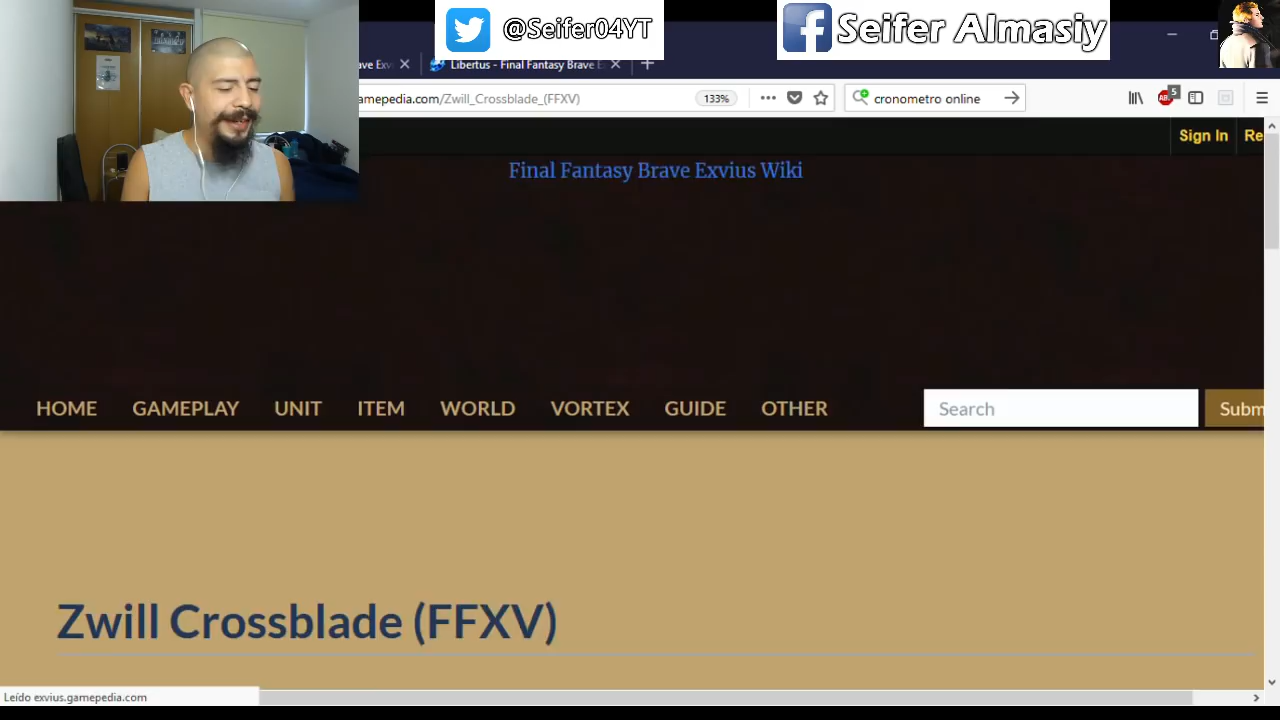 @Seifer04YT
Seifer Almasiy
ave Exv
Libertus - Final Fantasy Brave E
amepedia.com/Zwill_Crossblade_(FFXV)
133%
cronometro online
5
Sign In
Re
Final Fantasy Brave Exvius Wiki
HOME
GAMEPLAY
UNIT
ITEM
WORLD
VORTEX
GUIDE
OTHER
Search
Subm
Zwill Crossblade (FFXV)
Leído exvius.gamepedia.com